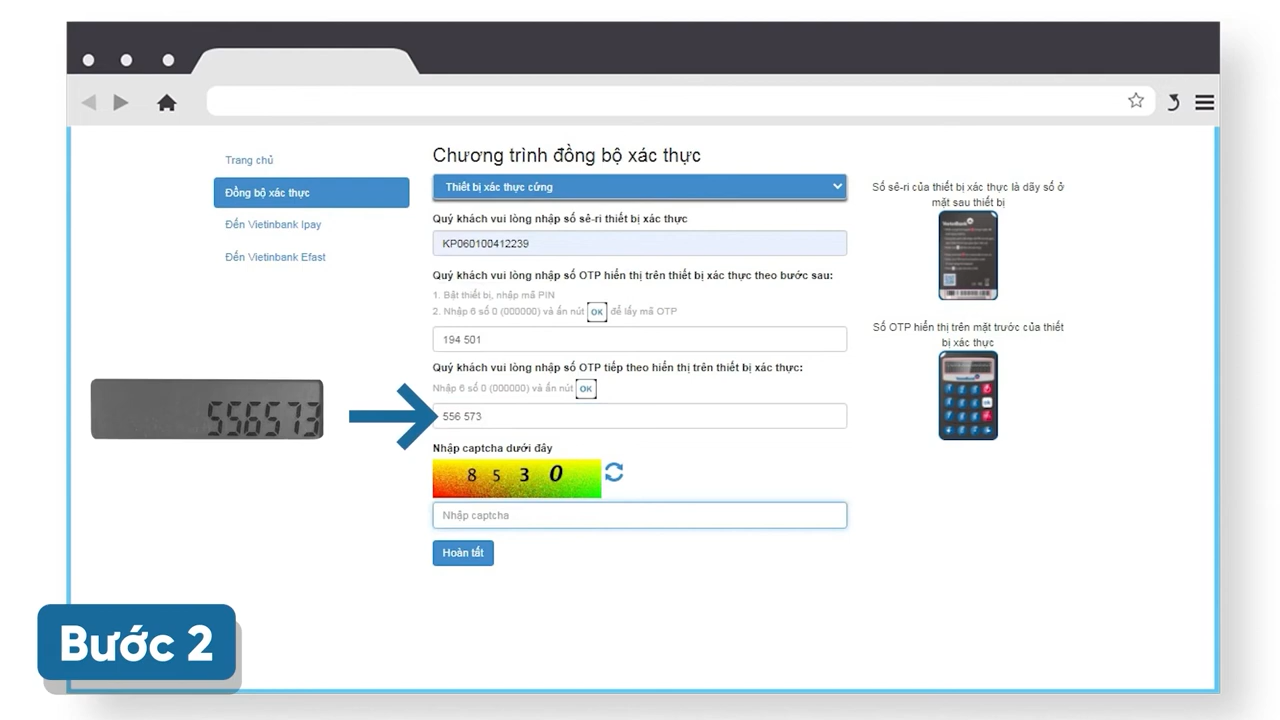 Trang chủ
Đồng bộ xác thực
Đến Vietinbank Ipay
Đến Vietinbank Efast
Chương trình đồng bộ xác thực
Thiết bị xác thực cứng
Quý khách vui lòng nhập số sê-ri thiết bị xác thực
KP060100412239
Quý khách vui lòng nhập số OTP hiển thị trên thiết bị xác thực theo bước sau:
1. Bật thiết bị, nhập mã PIN
2. Nhập 6 số 0 (000000) và ấn nút OK để lấy mã OTP
194 501
Quý khách vui lòng nhập số OTP tiếp theo hiển thị trên thiết bị xác thực:
Nhập 6 số 0 (000000) và ấn nút OK
556573
556 573
Nhập captcha dưới đây
8 5 3 0
Nhập captcha
Hoàn tất
Số sê-ri của thiết bị xác thực là dãy số ở
mặt sau thiết bị
VietinBank
Số OTP hiển thị trên mặt trước của thiết
bị xác thực
VietinBank
OK
Bước 2